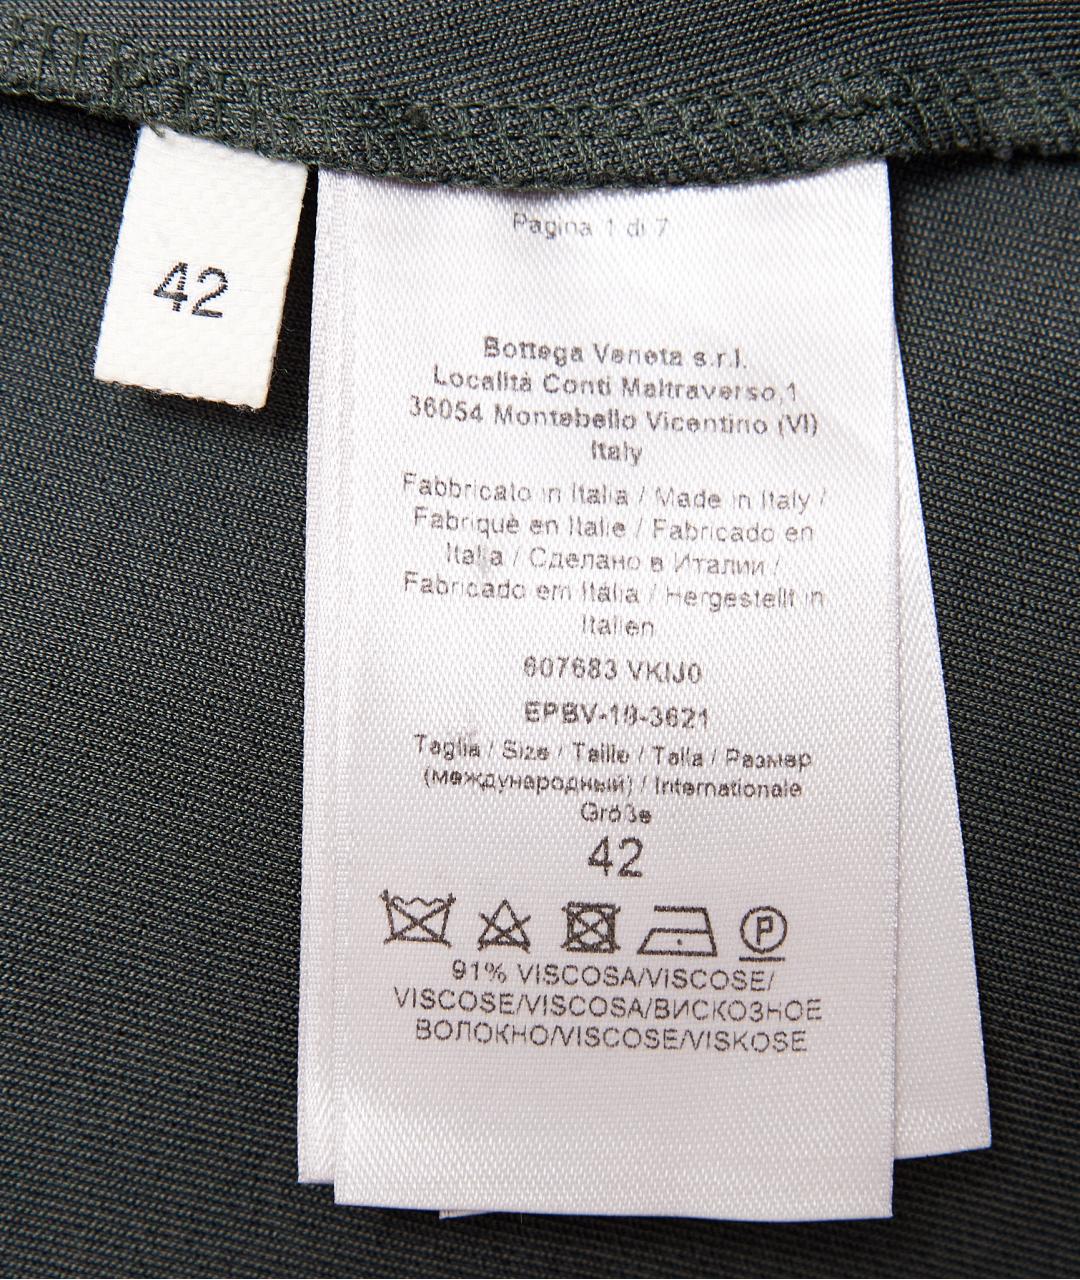 42
Pagina 1 di 7
Bottega Veneta s.r.l.
Località Conti Maltraverso,1
36054 Montebello Vicentino (VI)
Italy
Fabbricato in Italia / Made in Italy /
Fabriquè en Italie / Fabricado en
Italia / Сделано в Италии /
Fabricado em Itália / Hergestellt in
Italien
607683 VKIJ0
EPBV-19-3621
Taglia / Size / Taille / Talla / Размер
(международный) / Internationale
Größe
42
P
91% VISCOSA/VISCOSE/
VISCOSE/VISCOSA/ВИСКОЗНОЕ
ВОЛОКНО/VISCOSE/VISKOSE